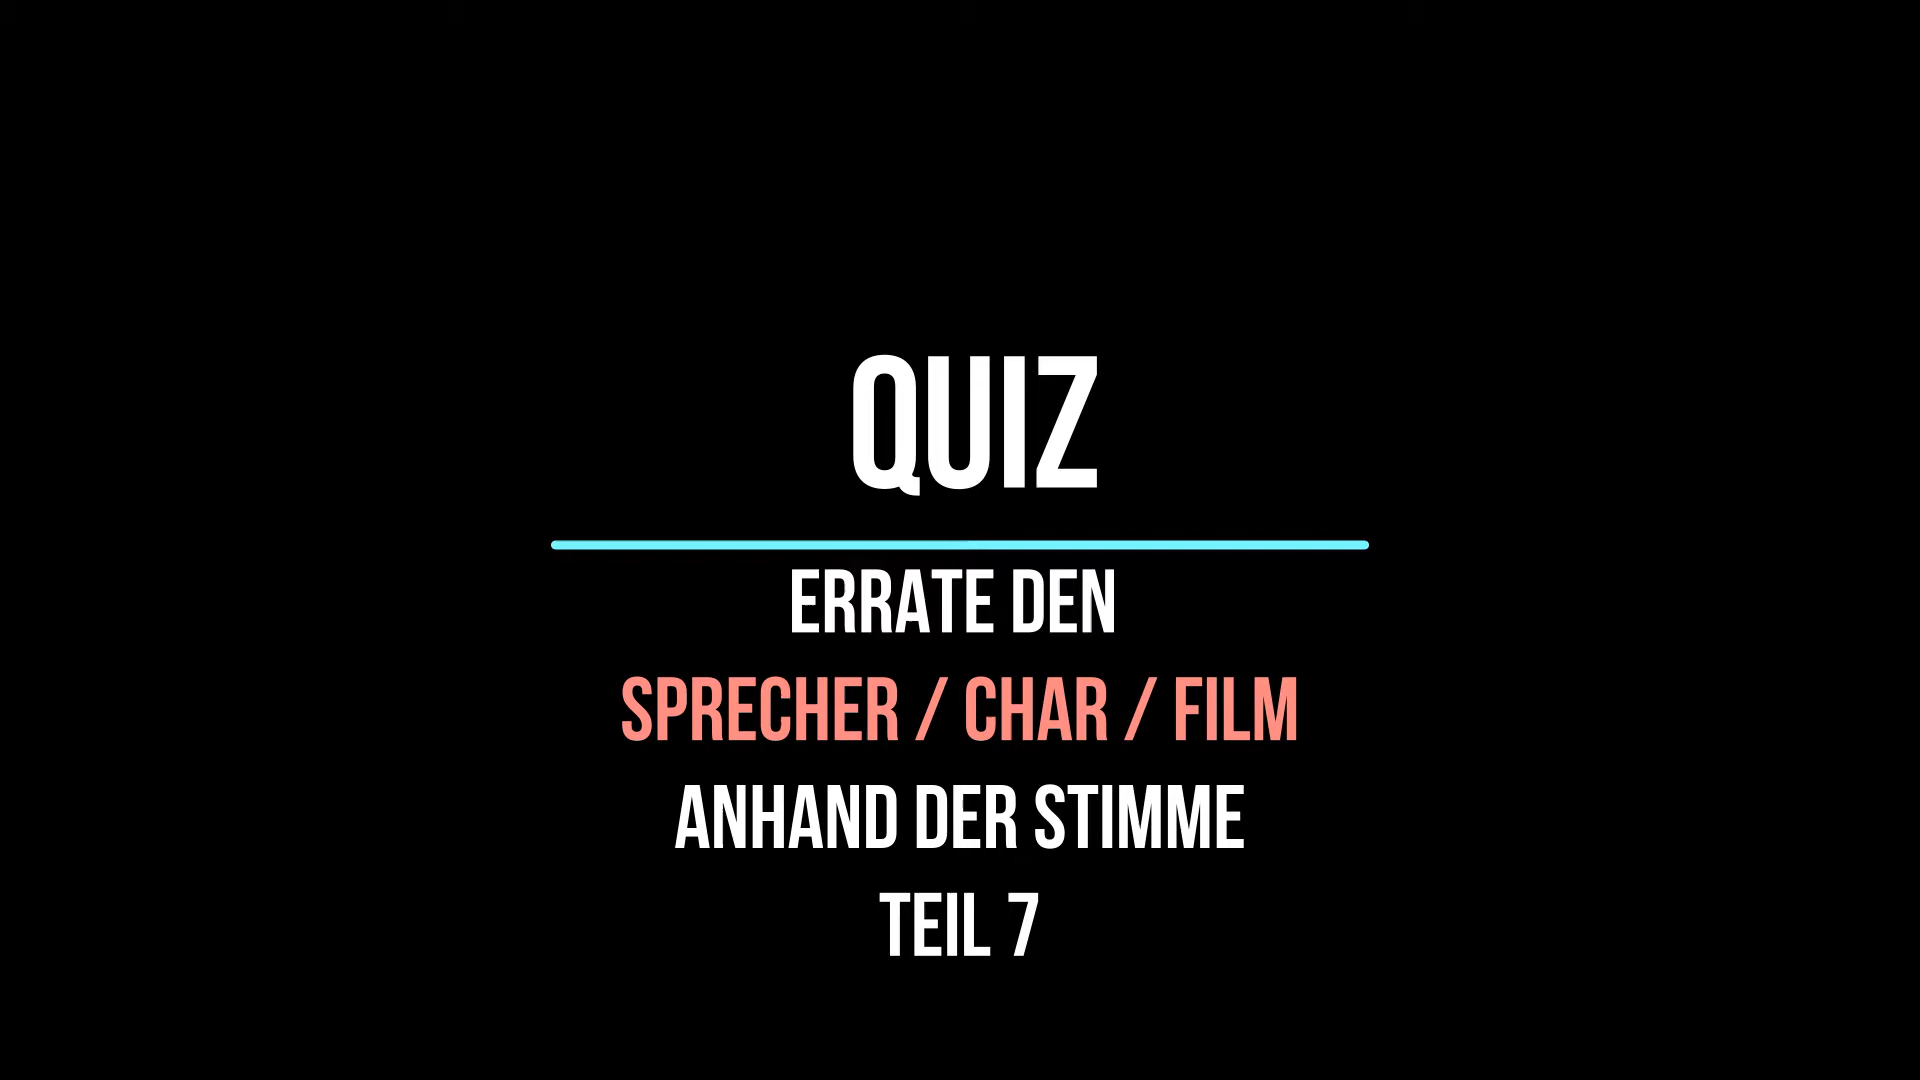 QUIZ
ERRATE DEN
SPRECHER / CHAR / FILM
ANHAND DER STIMME
TEIL 7